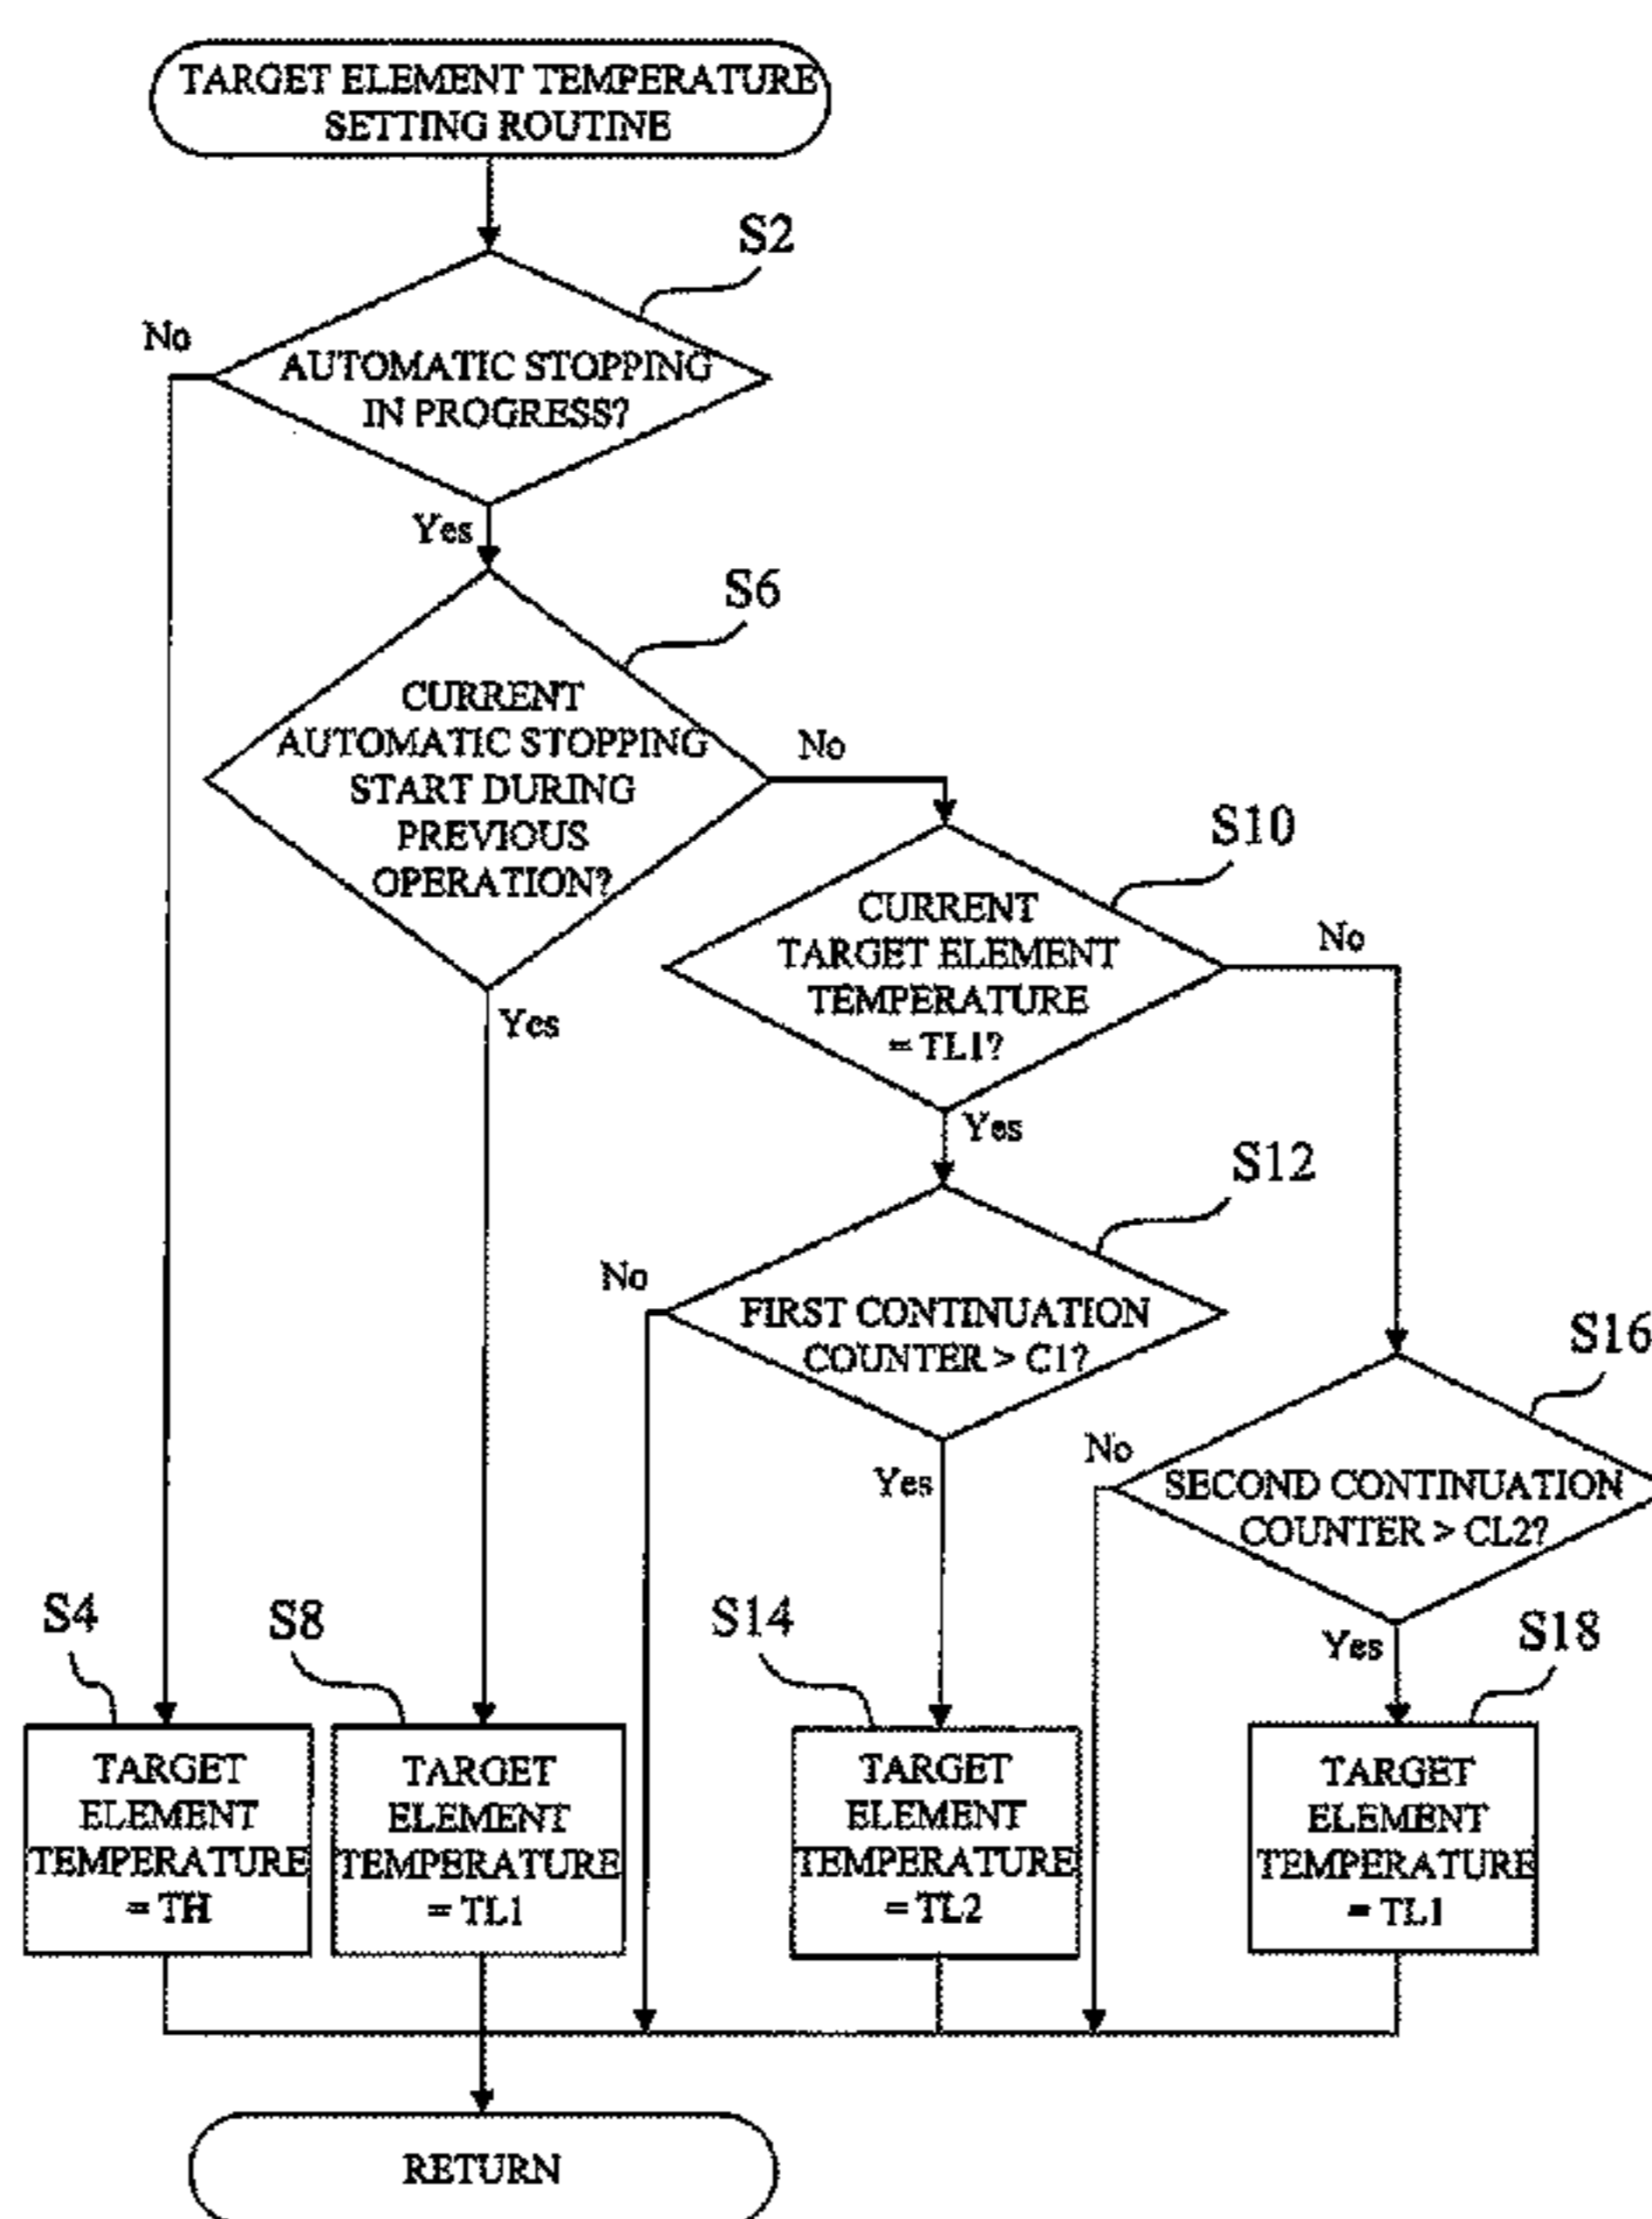 TARGET ELEMENT TEMPERATURE
SETTING ROUTINE
S2
No
AUTOMATIC STOPPING
IN PROGRESS?
Yes
S6
CURRENT
AUTOMATIC STOPPING
START DURING
PREVIOUS
OPERATION?
No
Yes
S10
CURRENT
TARGET ELEMENT
TEMPERATURE
= TL1?
No
Yes
S12
No
FIRST CONTINUATION
COUNTER > C1?
Yes
S16
No
SECOND CONTINUATION
COUNTER > CL2?
Yes
S4
TARGET
ELEMENT
TEMPERATURE
= TH
S8
TARGET
ELEMENT
TEMPERATURE
= TL1
S14
TARGET
ELEMENT
TEMPERATURE
= TL2
S18
TARGET
ELEMENT
TEMPERATURE
= TL1
RETURN